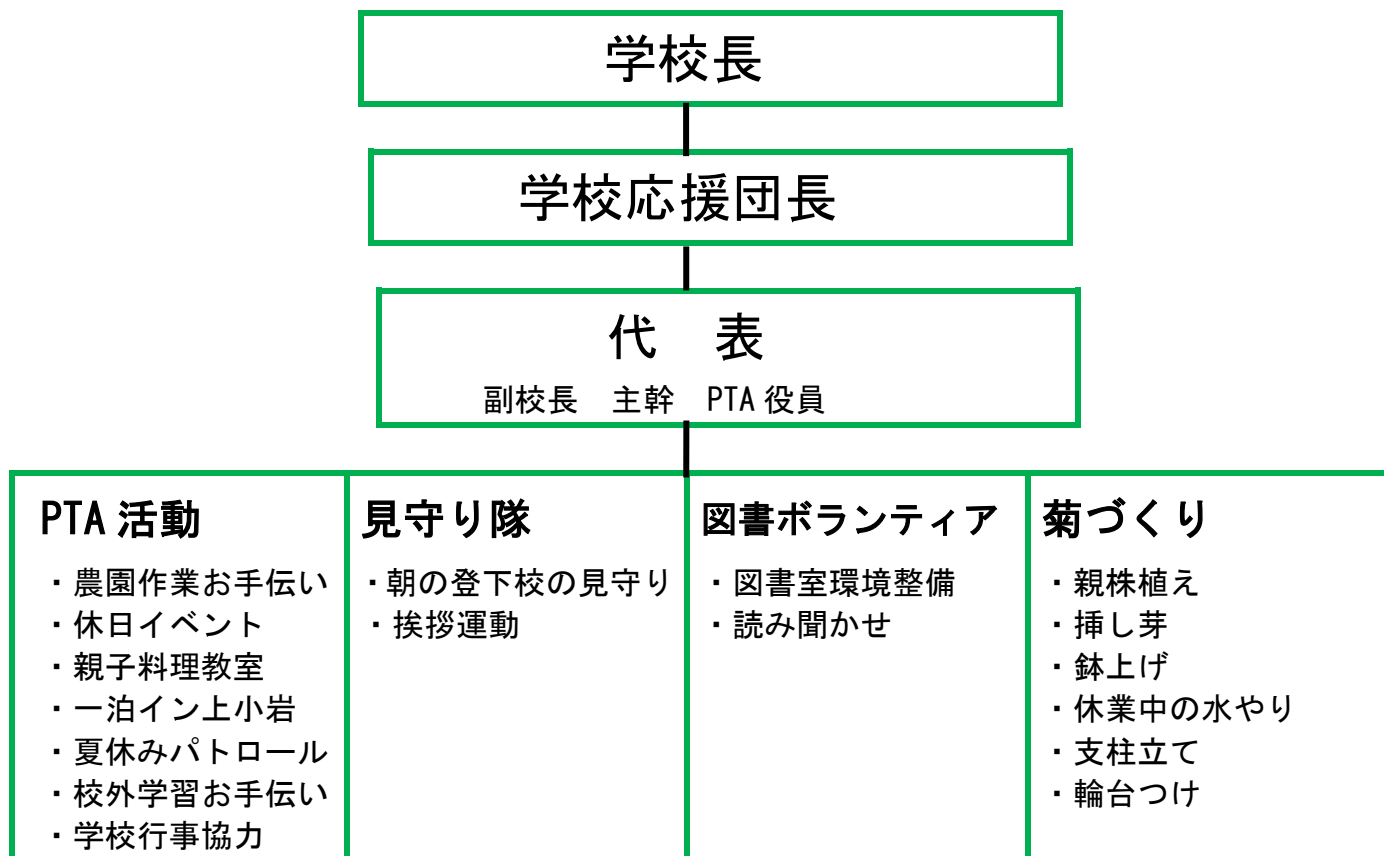 学校長
学校応援団長
代　表
副校長　主幹　PTA 役員
PTA 活動
・農園作業お手伝い
・休日イベント
・親子料理教室
・一泊イン上小岩
・夏休みパトロール
・校外学習お手伝い
・学校行事協力
見守り隊
・朝の登下校の見守り
・挨拶運動
図書ボランティア
・図書室環境整備
・読み聞かせ
菊づくり
・親株植え
・挿し芽
・鉢上げ
・休業中の水やり
・支柱立て
・輪台つけ